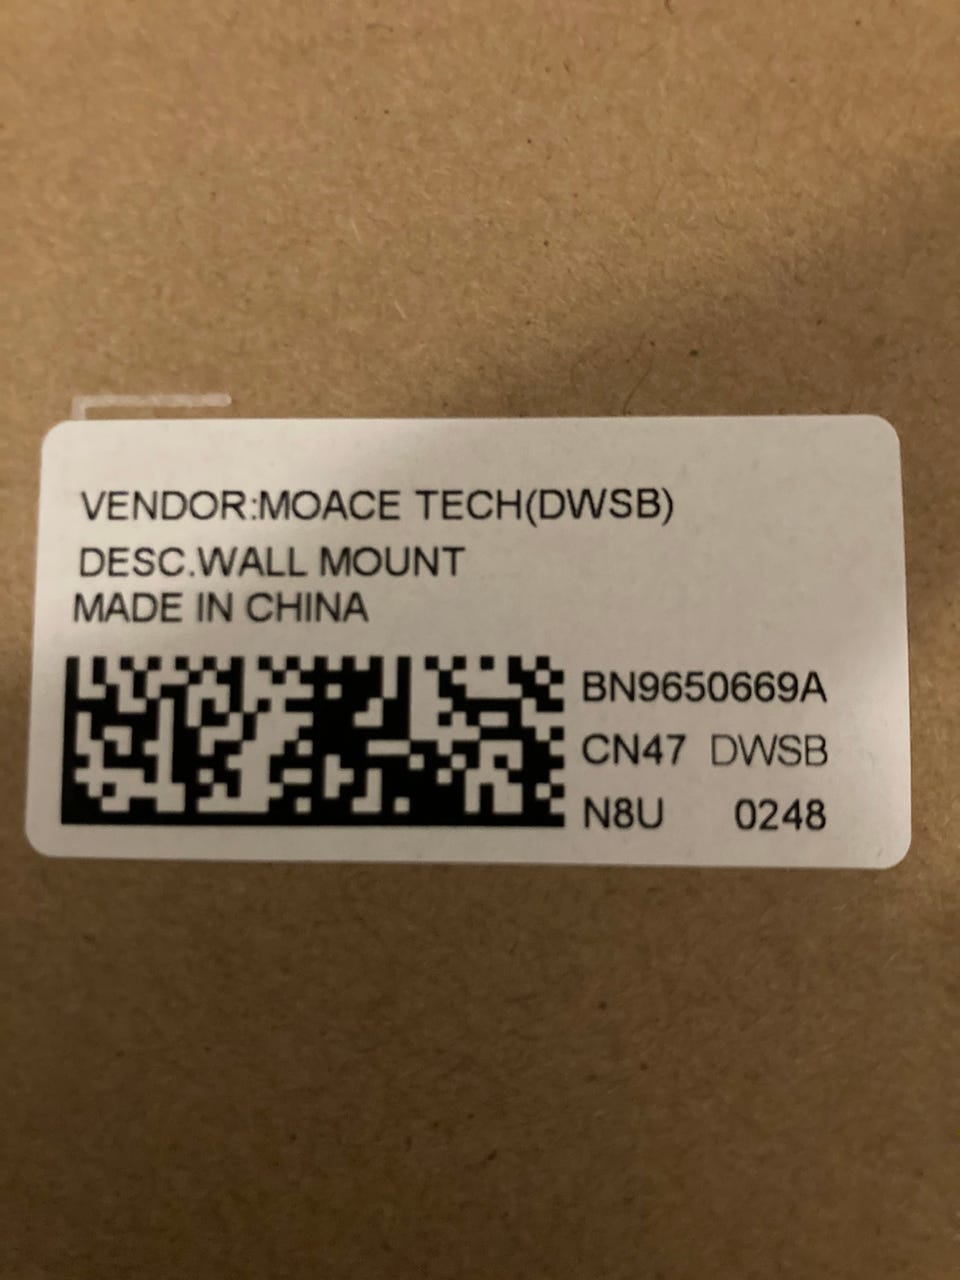 VENDOR:MOACE TECH(DWSB)
DESC.WALL MOUNT
MADE IN CHINA
BN9650669A
CN47 DWSB
N8U 0248